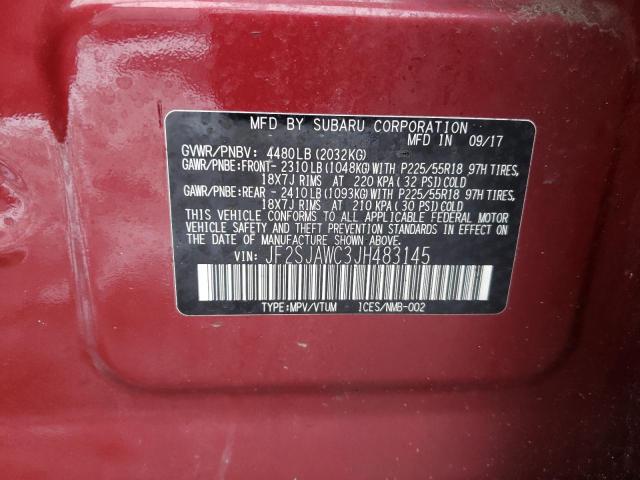 MFD BY SUBARU CORPORATION
MFD IN 09/17
GVWR/PNBV: 4480LB(2032KG)
GAWR/PNBE:FRONT-2310LB(1048KG)WITH P225/55R18 97H TIRES,
18X7J RIMS AT 220 KPA(32 PSI)COLD
GAWR/PNBE:REAR -2410LB(1093KG)WITH P225/55R18 97H TIRES,
18X7J RIMS AT 210 KPA(30 PSI)COLD
THIS VEHICLE CONFORMS TO ALL APPLICABLE FEDERAL MOTOR
VEHICLE SAFETY AND THEFT PREVENTION STANDARDS IN EFFECT
ON THE DATE OF MANUFACTURE SHOWN ABOVE.
VIN: JF2SJAWC3JH483145
TYPE:MPV/VTUM ICES/NMB-002